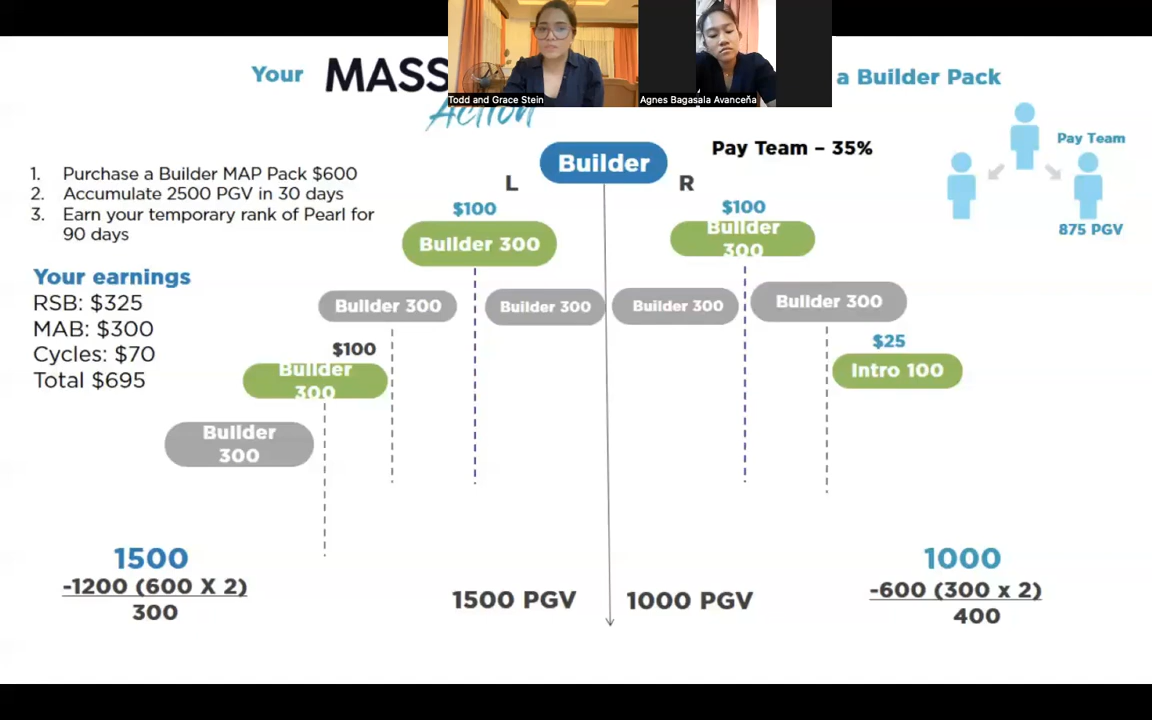 Todd and Grace Stein
Agnes Bagasala Avanceña
Your MASS
Action
a Builder Pack
Pay Team – 35%
Pay Team
875 PGV
1. Purchase a Builder MAP Pack $600
2. Accumulate 2500 PGV in 30 days
3. Earn your temporary rank of Pearl for
90 days
Your earnings
RSB: $325
MAB: $300
Cycles: $70
Total $695
Builder
L
R
$100
$100
Builder 300
Builder
300
Builder 300
Builder 300
Builder 300
Builder 300
$100
$25
Builder
300
Intro 100
Builder
300
1500
-1200 (600 X 2)
300
1500 PGV
1000 PGV
1000
-600 (300 x 2)
400